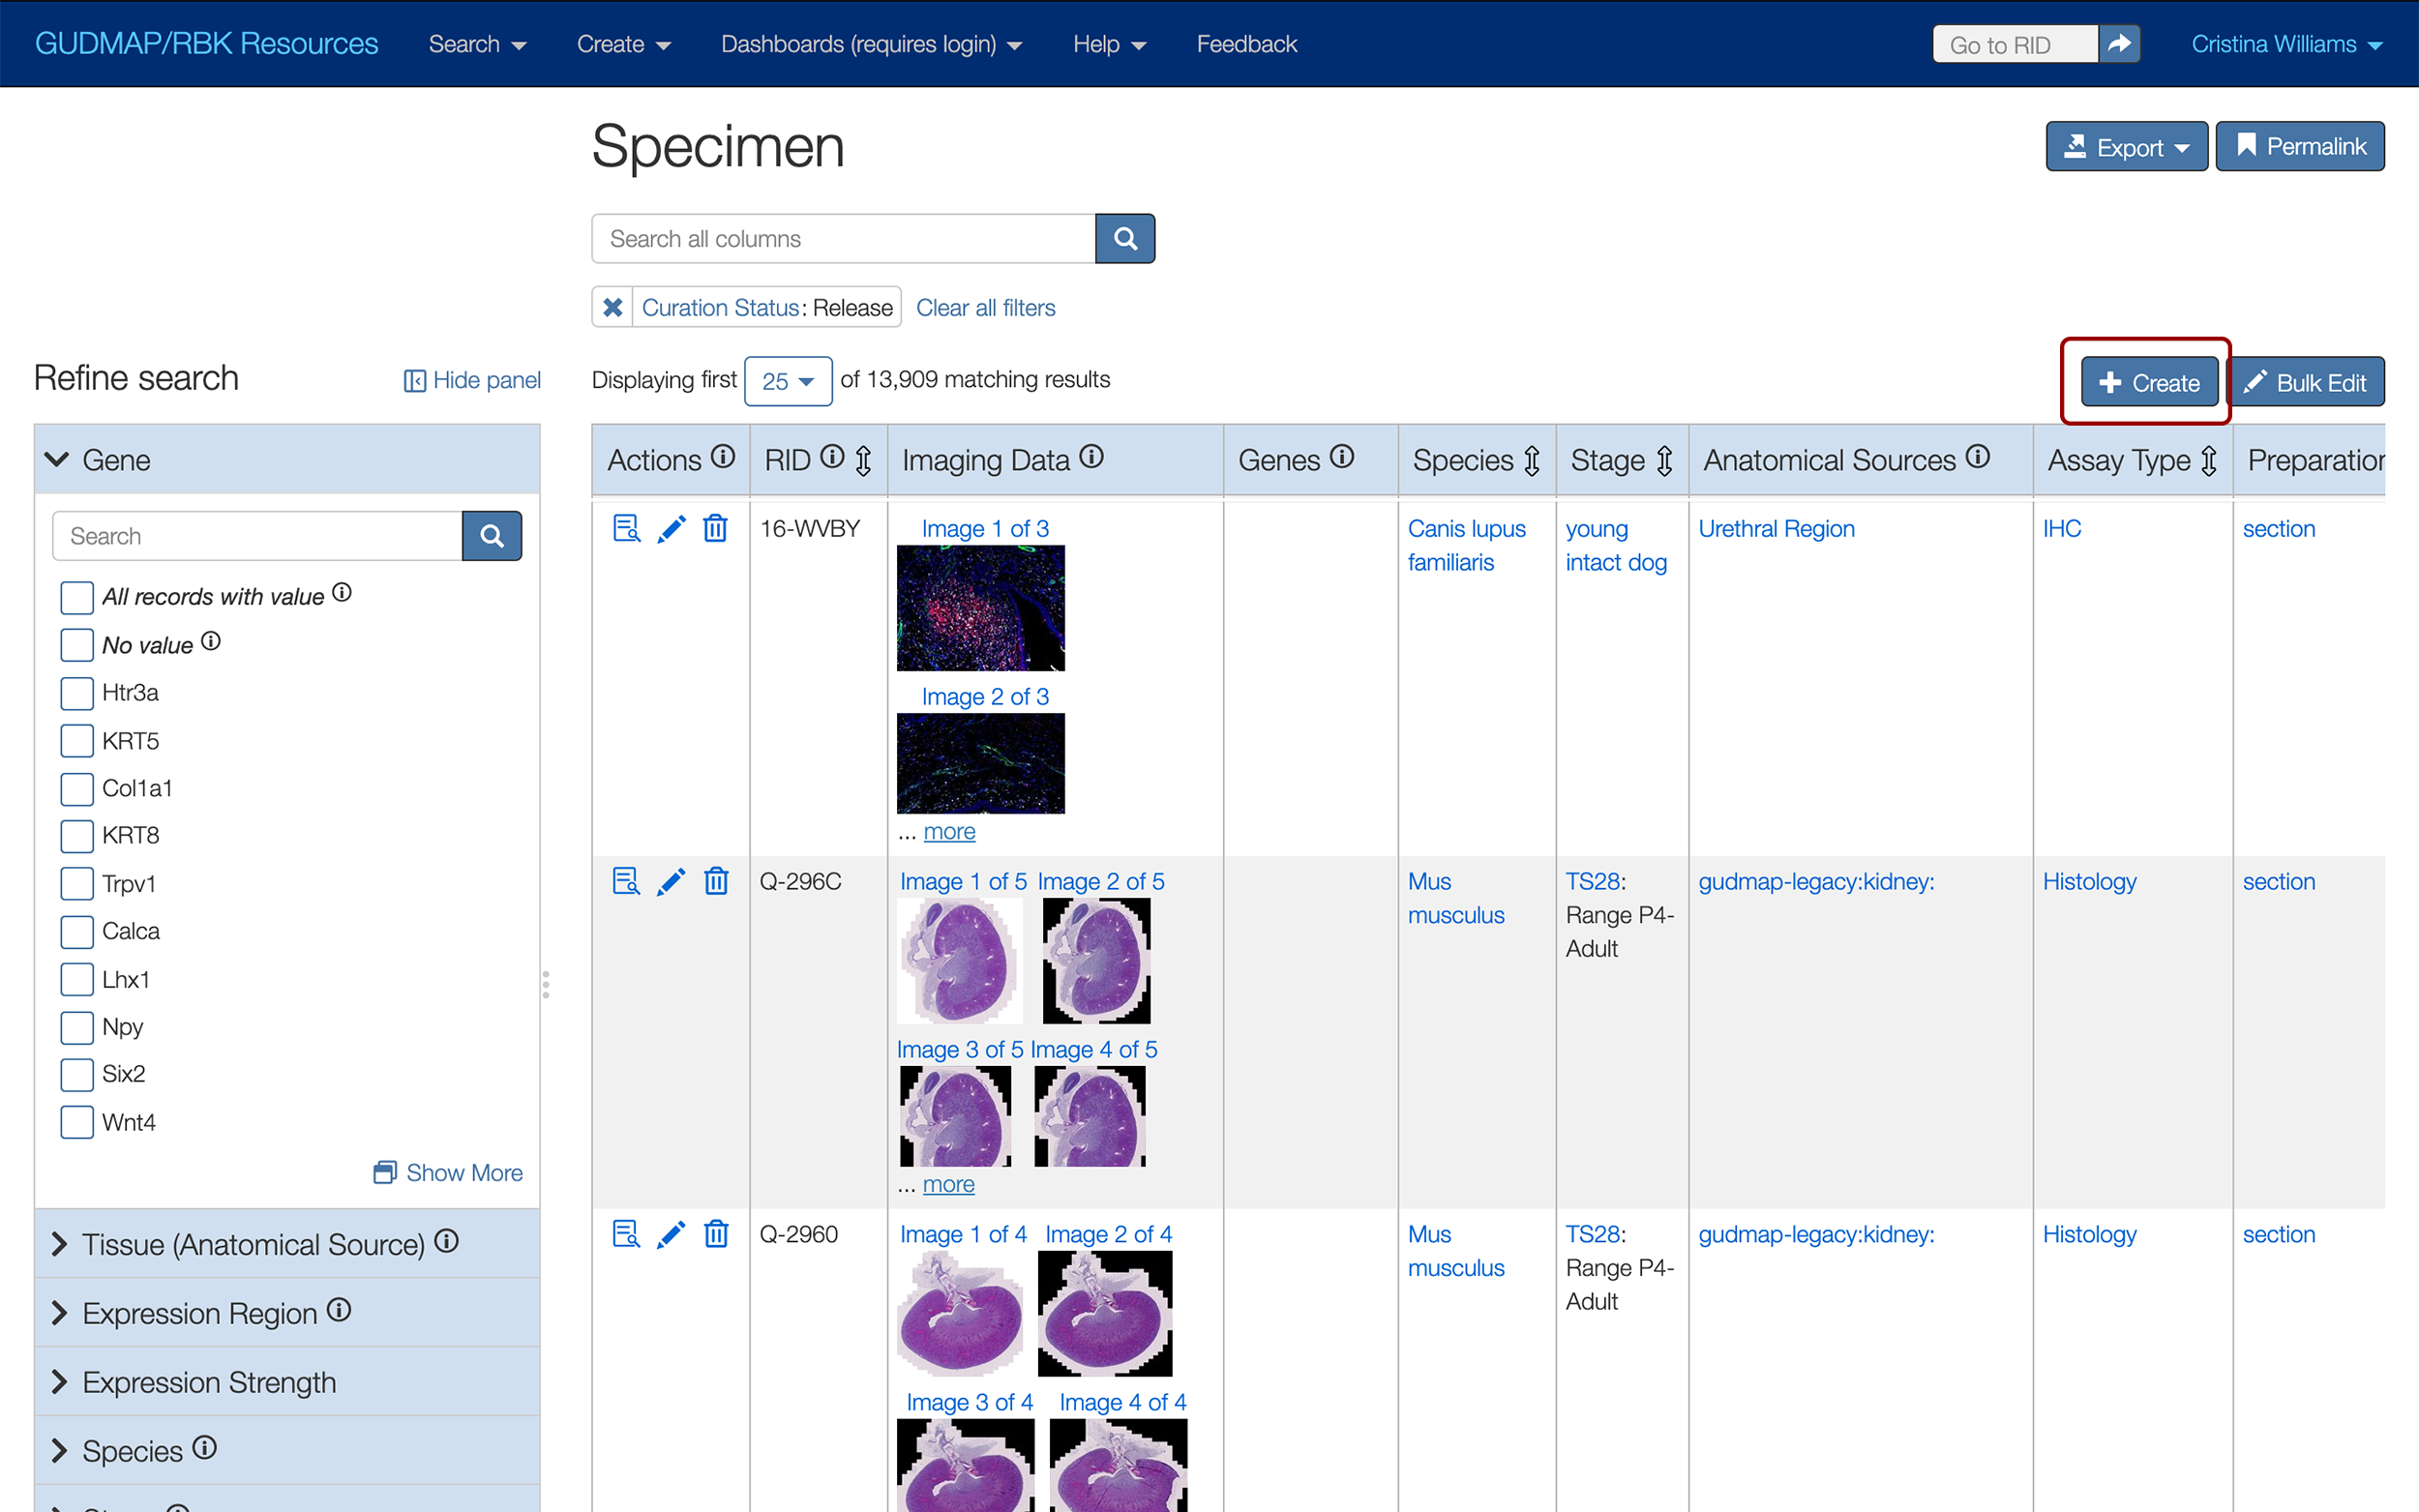 GUDMAP/RBK Resources Search Create Dashboards (requires login) Help Feedback Go to RID Cristina Williams
Specimen
Export Permalink
Search all columns
Curation Status: Release Clear all filters
Refine search Hide panel
Displaying first 25 of 13,909 matching results
Create Bulk Edit
Gene
Search
All records with value
No value
Htr3a
KRT5
Col1a1
KRT8
Trpv1
Calca
Lhx1
Npy
Six2
Wnt4
Show More
Tissue (Anatomical Source)
Expression Region
Expression Strength
Species
Actions RID Imaging Data Genes Species Stage Anatomical Sources Assay Type Preparation
16-WVBY Image 1 of 3 Canis lupus young Urethral Region IHC section
familiaris intact dog
Image 2 of 3
... more
Q-296C Image 1 of 5 Image 2 of 5 Mus TS28: gudmap-legacy:kidney: Histology section
musculus Range P4-
Adult
Image 3 of 5 Image 4 of 5
... more
Q-2960 Image 1 of 4 Image 2 of 4 Mus TS28: gudmap-legacy:kidney: Histology section
musculus Range P4-
Adult
Image 3 of 4 Image 4 of 4